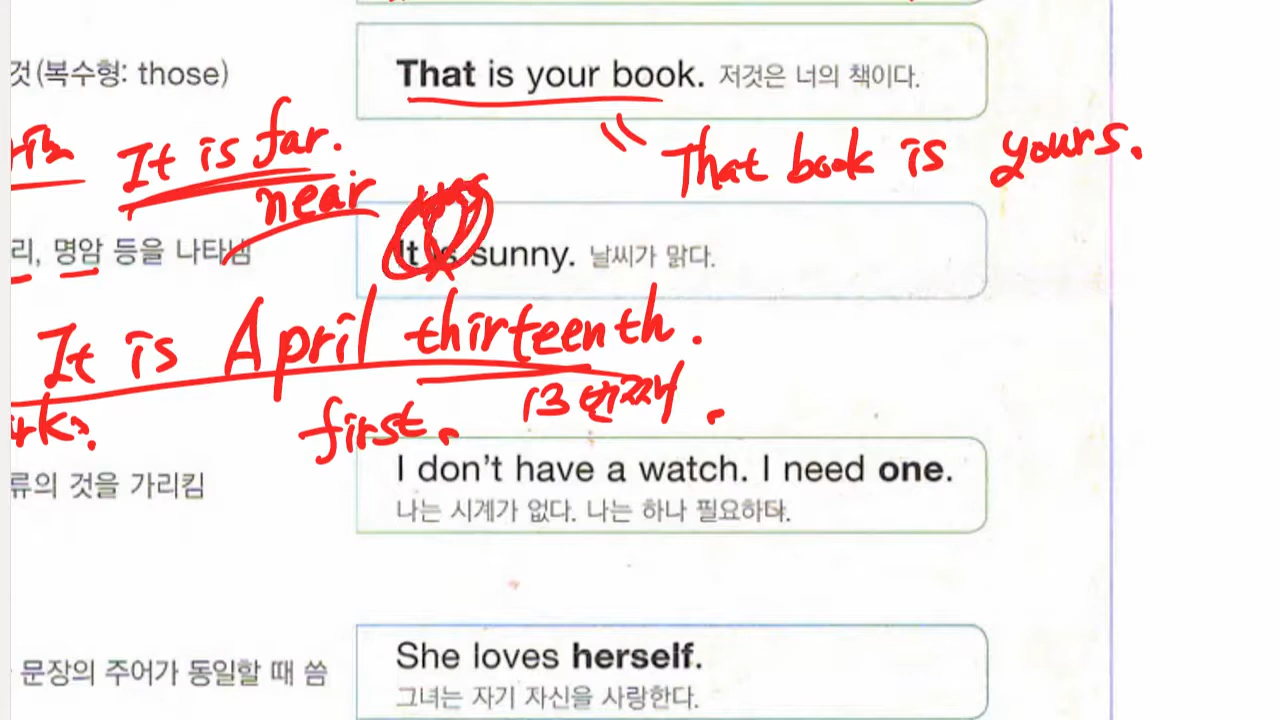 것(복수형: those)
That is your book. 저것은 너의 책이다.
It is far.
That book is yours.
near
리, 명암 등을 나타냄
It is sunny. 날씨가 맑다.
It is April thirteenth.
13번째
first.
류의 것을 가리킴
I don't have a watch. I need one.
나는 시계가 없다. 나는 하나 필요하다.
She loves herself.
문장의 주어가 동일할 때 씀
그녀는 자기 자신을 사랑한다.